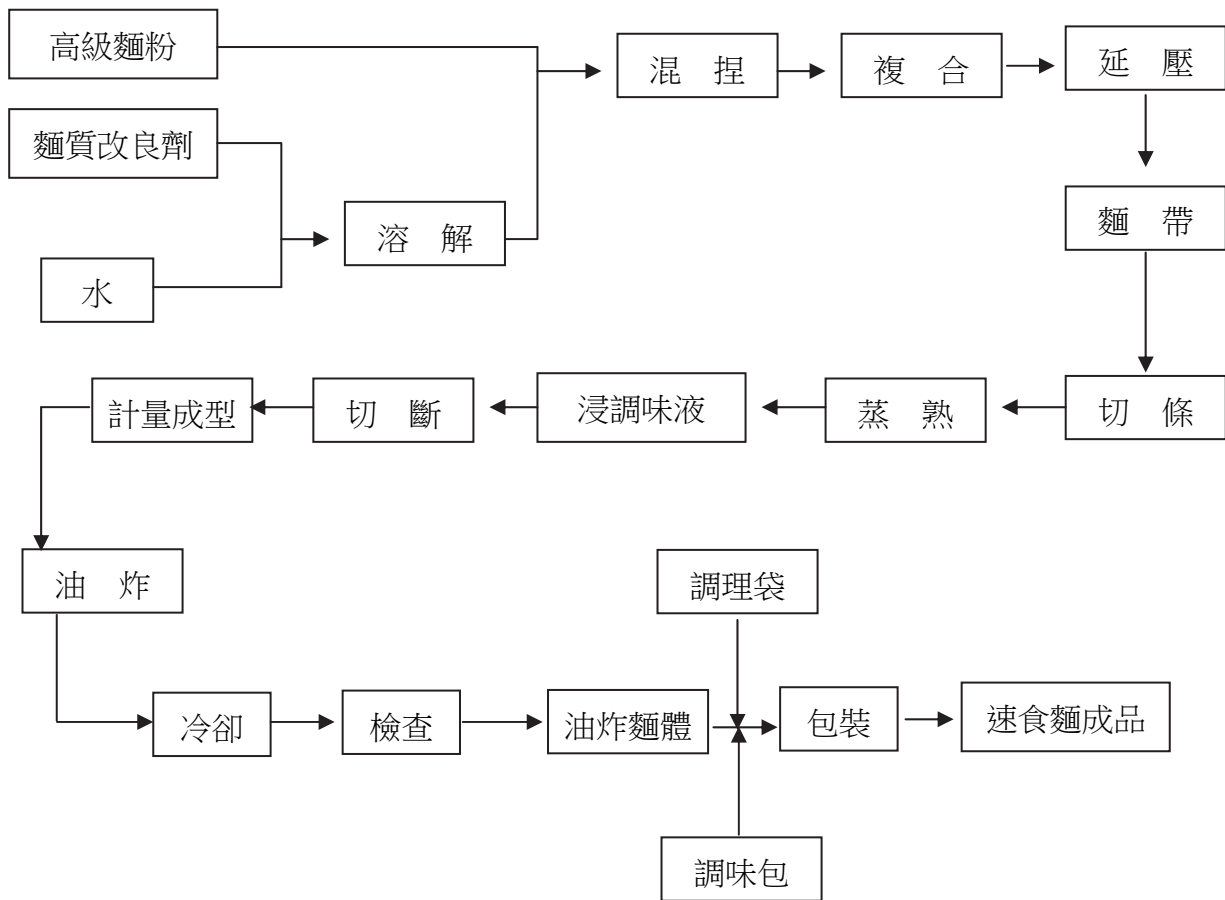 高級麵粉
混 捏
複 合
延 壓
麵質改良劑
溶 解
水
麵 帶
切 條
蒸 熟
浸調味液
切 斷
計量成型
油 炸
調理袋
冷卻
檢查
油炸麵體
包裝
速食麵成品
調味包